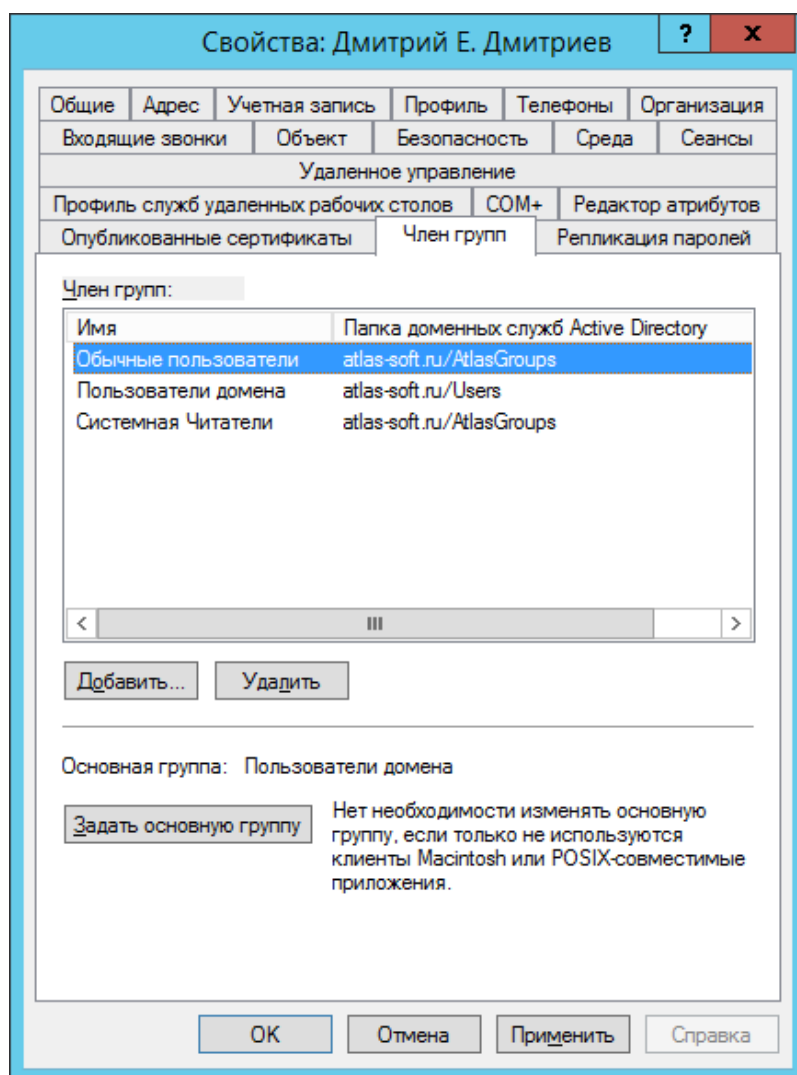 Свойства: Дмитрий Е. Дмитриев ? x
Общие Адрес Учетная запись Профиль Телефоны Организация
Входящие звонки Объект Безопасность Среда Сеансы
Удаленное управление
Профиль служб удаленных рабочих столов COM+ Редактор атрибутов
Опубликованные сертификаты Член групп Репликация паролей
Член групп:
Имя Папка доменных служб Active Directory
Обычные пользователи atlas-soft.ru/AtlasGroups
Пользователи домена atlas-soft.ru/Users
Системная Читатели atlas-soft.ru/AtlasGroups
Добавить... Удалить
Основная группа: Пользователи домена
Задать основную группу
Нет необходимости изменять основную
группу, если только не используются
клиенты Macintosh или POSIX-совместимые
приложения.
OK Отмена Применить Справка